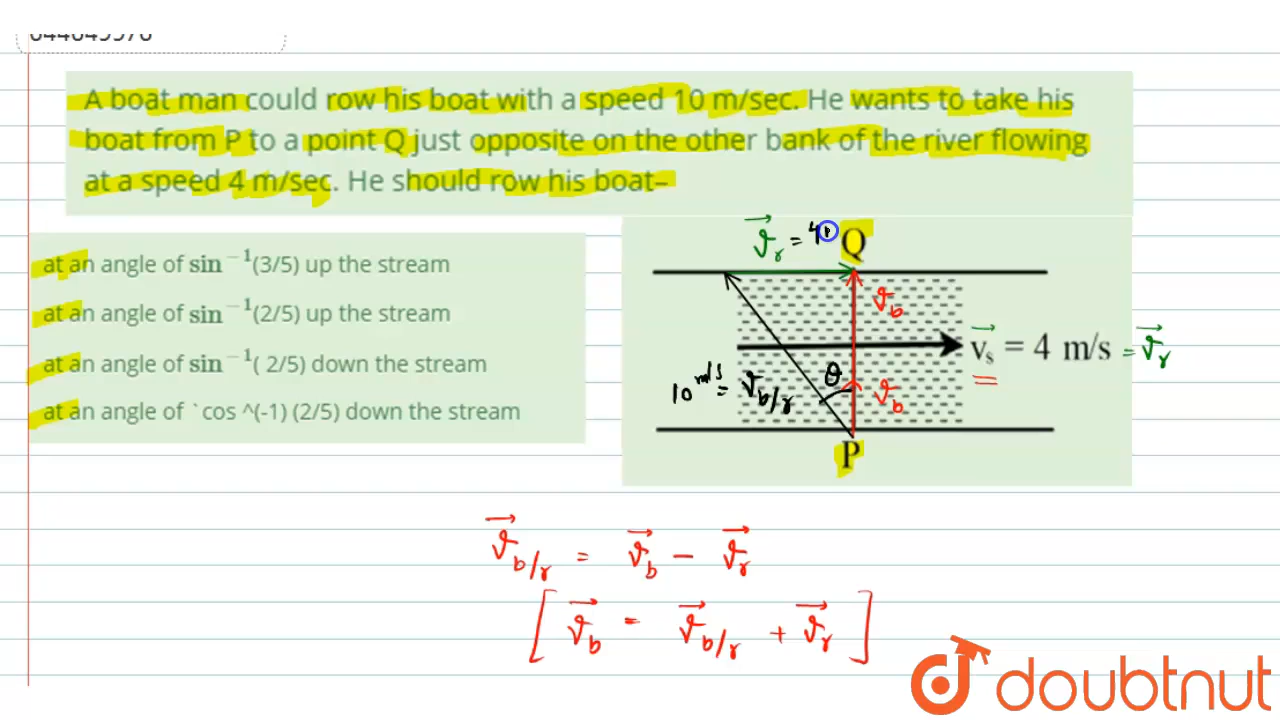 A boat man could row his boat with a speed 10 m/sec. He wants to take his
boat from P to a point Q just opposite on the other bank of the river flowing
at a speed 4 m/sec. He should row his boat–
at an angle of sin⁻¹(3/5) up the stream
at an angle of sin⁻¹(2/5) up the stream
at an angle of sin⁻¹( 2/5) down the stream
at an angle of `cos ^(-1) (2/5) down the stream
v⃗r = 4
Q
vb
v⃗s = 4 m/s = v⃗r
θ
10 m/s = vb/r
vb
P
v⃗b/r = v⃗b − v⃗r
[ v⃗b = v⃗b/r + v⃗r ]
doubtnut